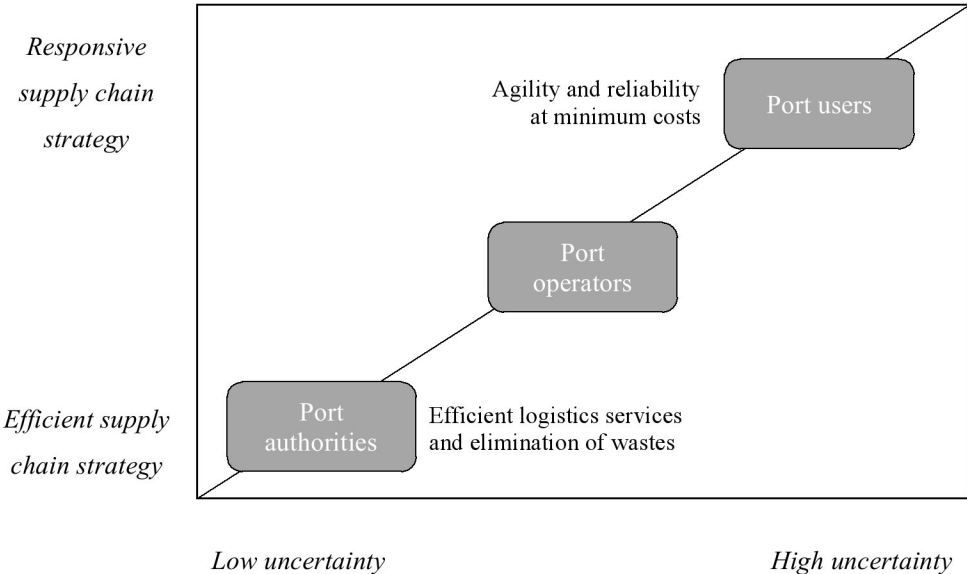 Responsive
supply chain
strategy
Agility and reliability
at minimum costs
Port users
Port
operators
Efficient supply
chain strategy
Port
authorities
Efficient logistics services
and elimination of wastes
Low uncertainty
High uncertainty